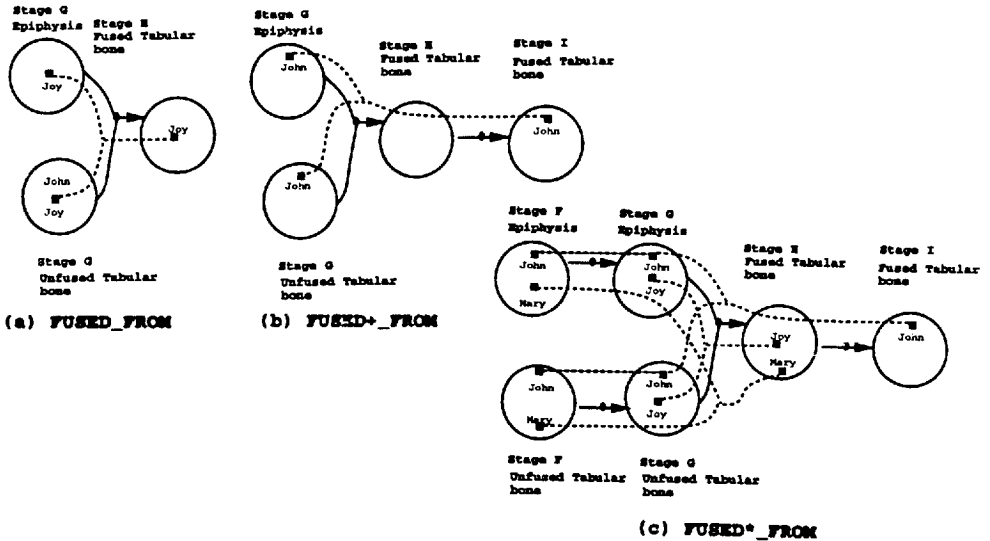 Stage G
Epiphysis
Stage H
Fused Tabular
bone
Joy
Joy
John
Joy
Stage G
Unfused Tabular
bone
(a) FUSED_FROM
Stage G
Epiphysis
Stage H
Fused Tabular
bone
Stage I
Fused Tabular
bone
John
John
John
Stage G
Unfused Tabular
bone
(b) FUSED+_FROM
Stage F
Epiphysis
Stage G
Epiphysis
Stage H
Fused Tabular
bone
Stage I
Fused Tabular
bone
John
Mary
John
Joy
Joy
Mary
John
John
Mary
John
Joy
Stage F
Unfused Tabular
bone
Stage G
Unfused Tabular
bone
(c) FUSED*_FROM